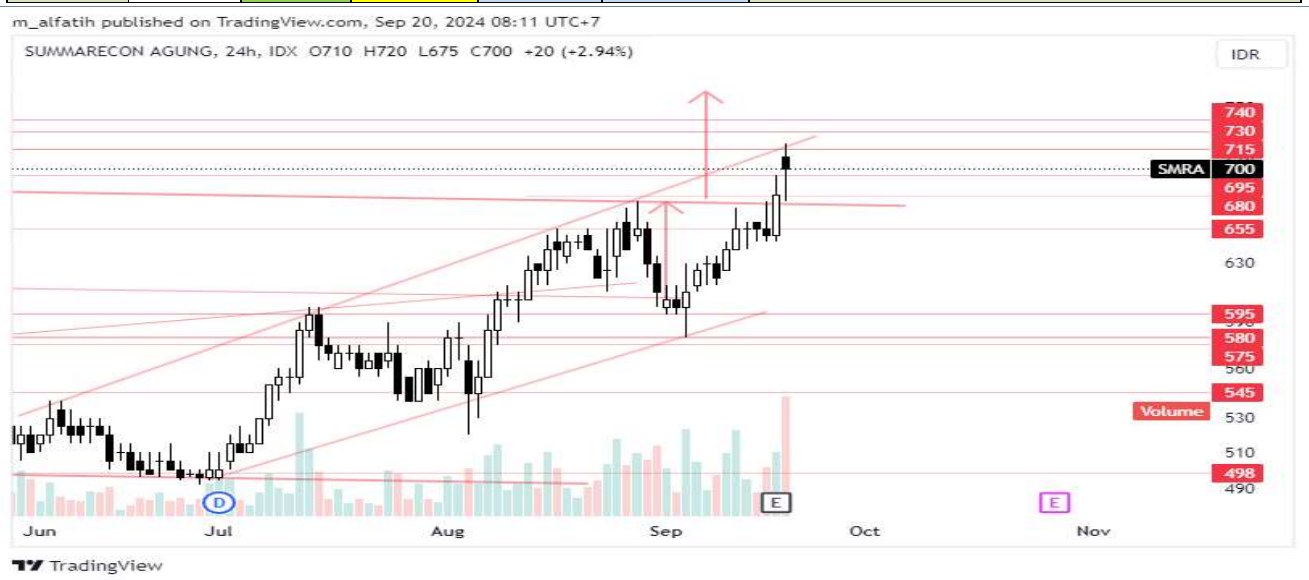 m_alfatih published on TradingView.com, Sep 20, 2024 08:11 UTC+7
SUMMARECON AGUNG, 24h, IDX O710 H720 L675 C700 +20 (+2.94%)
IDR
740
730
715
SMRA 700
695
680
655
630
595
580
575
560
545
Volume 530
510
498
490
D
E
E
Jun Jul Aug Sep Oct Nov
TradingView